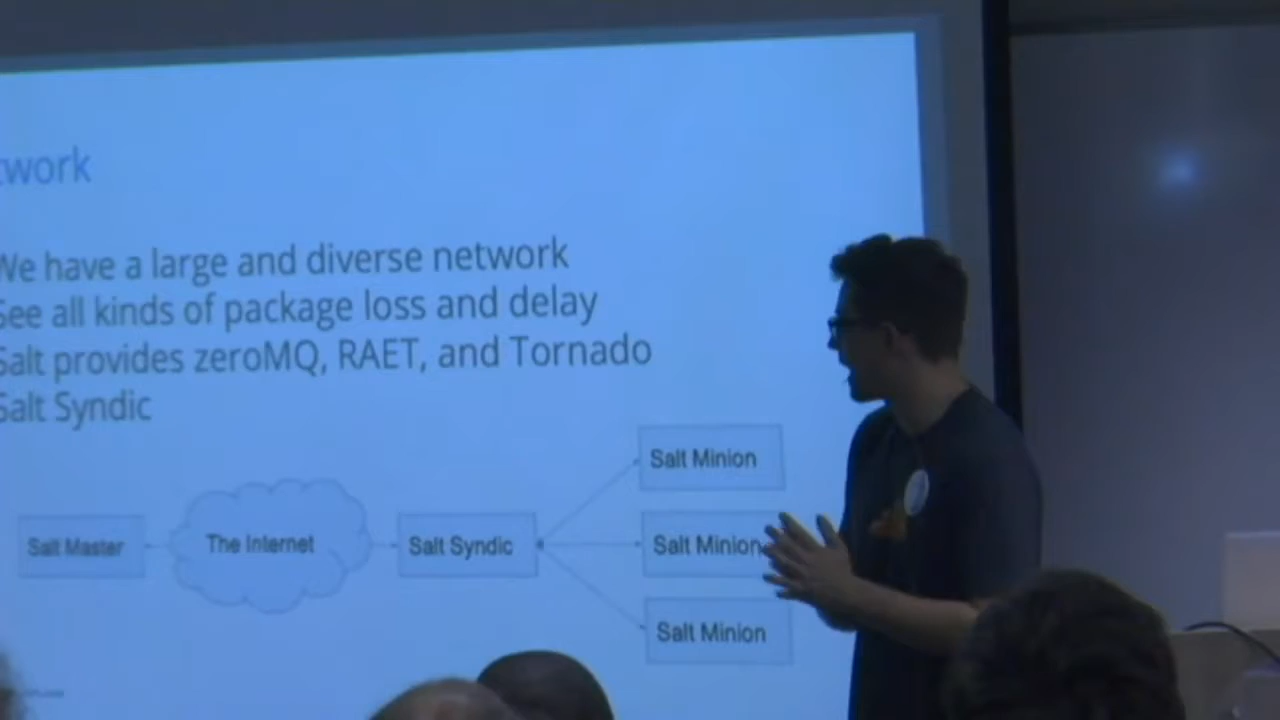 twork
We have a large and diverse network
See all kinds of package loss and delay
Salt provides zeroMQ, RAET, and Tornado
Salt Syndic
Salt Minion
Salt Master
The Internet
Salt Syndic
Salt Minion
Salt Minion